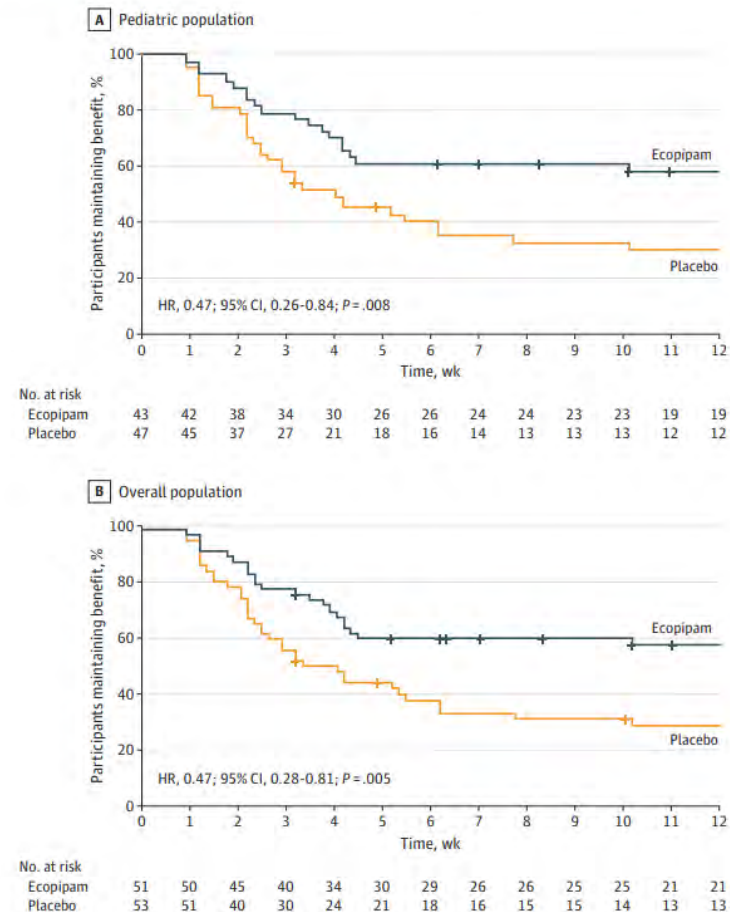 A Pediatric population
100
80
60
40
20
0
Participants maintaining benefit, %
Ecopipam
Placebo
HR, 0.47; 95% CI, 0.26-0.84; P = .008
0 1 2 3 4 5 6 7 8 9 10 11 12
Time, wk
No. at risk
Ecopipam 43 42 38 34 30 26 26 24 24 23 23 19 19
Placebo 47 45 37 27 21 18 16 14 13 13 13 12 12
B Overall population
100
80
60
40
20
0
Participants maintaining benefit, %
Ecopipam
Placebo
HR, 0.47; 95% CI, 0.28-0.81; P = .005
0 1 2 3 4 5 6 7 8 9 10 11 12
Time, wk
No. at risk
Ecopipam 51 50 45 40 34 30 29 26 26 25 25 21 21
Placebo 53 51 40 30 24 21 18 16 15 15 14 13 13